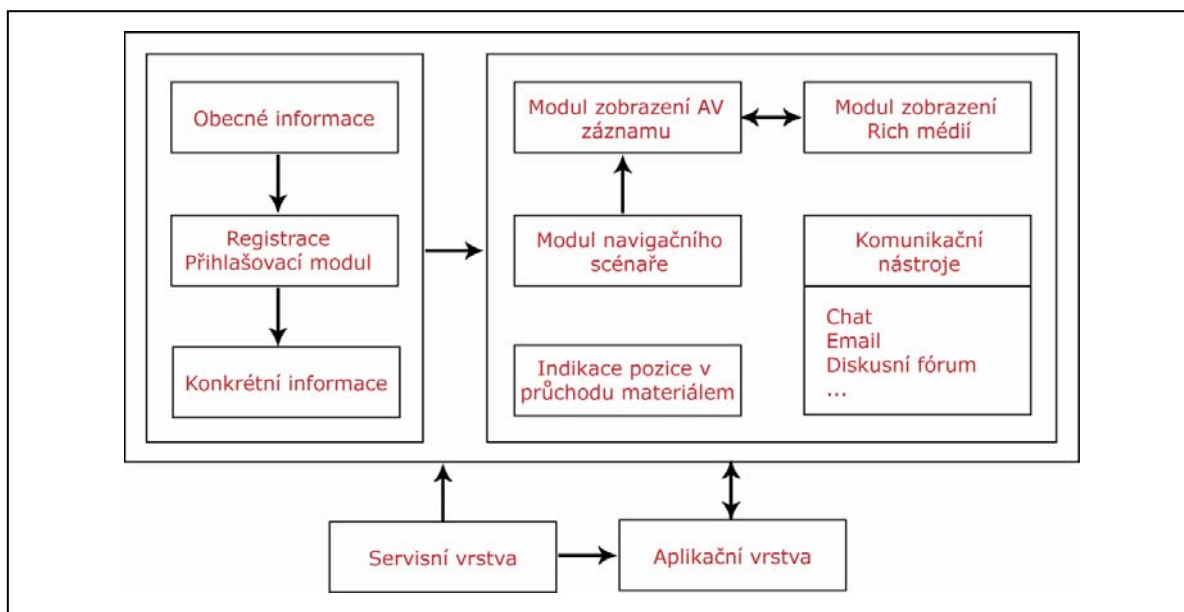 Obecné informace
Registrace
Přihlašovací modul
Konkrétní informace
Modul zobrazení AV
záznamu
Modul zobrazení
Rich médií
Modul navigačního
scénaře
Komunikační
nástroje
Chat
Email
Diskusní fórum
...
Indikace pozice v
průchodu materiálem
Servisní vrstva
Aplikační vrstva